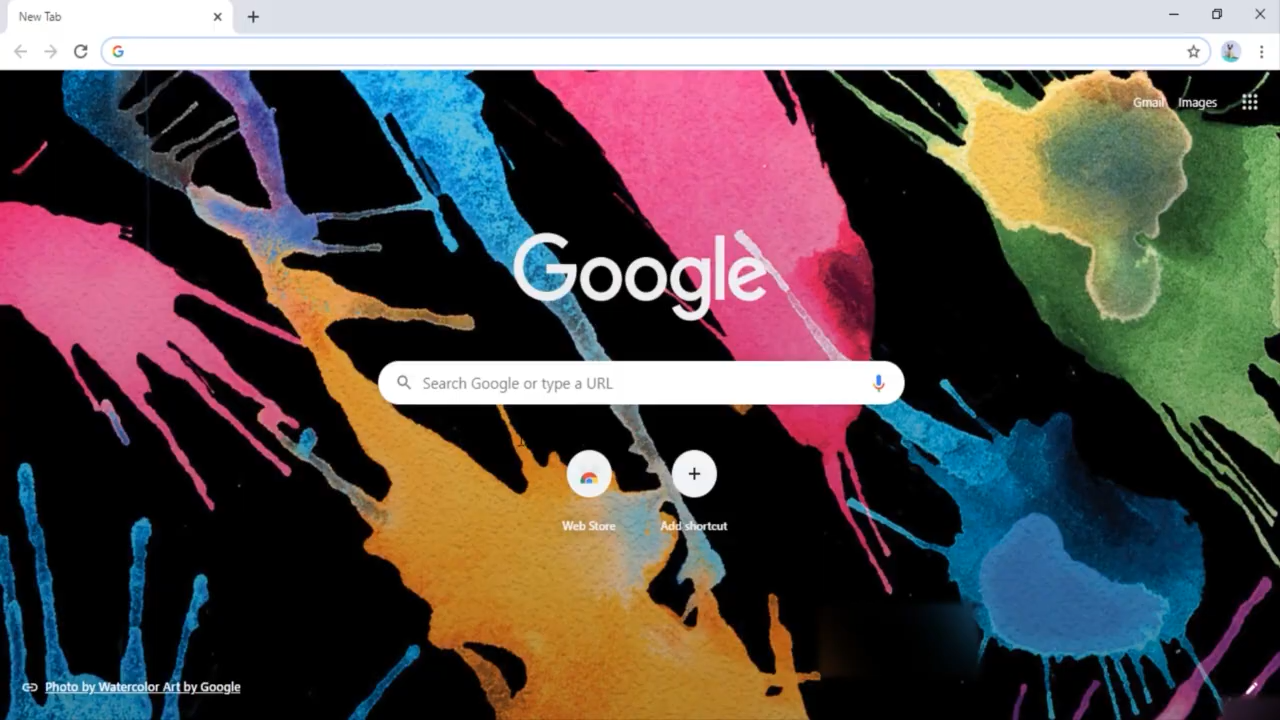 New Tab
Gmail Images
Google
Search Google or type a URL
Web Store Add shortcut
Photo by Watercolor Art by Google